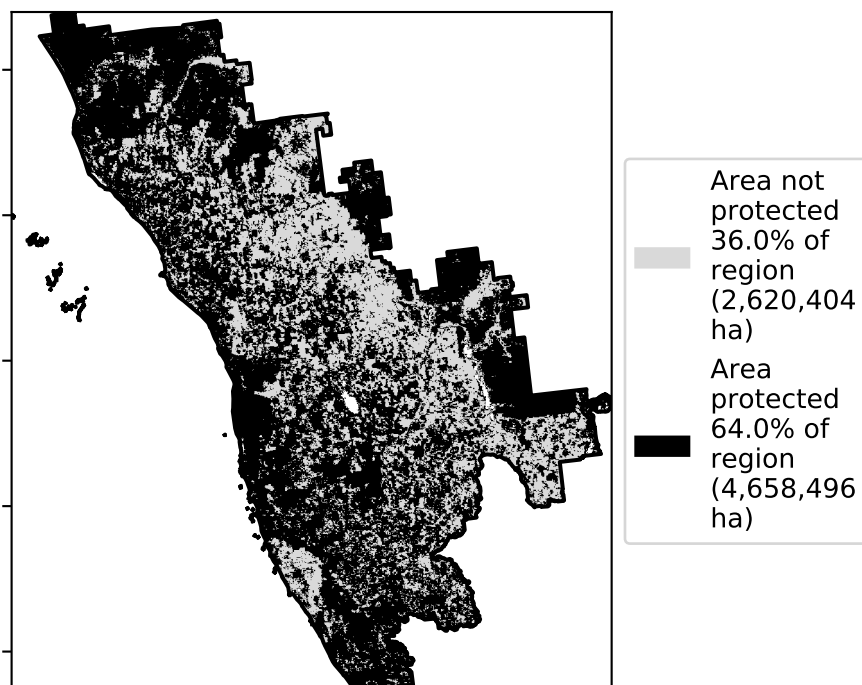 Area not
protected
36.0% of
region
(2,620,404
ha)
Area
protected
64.0% of
region
(4,658,496
ha)